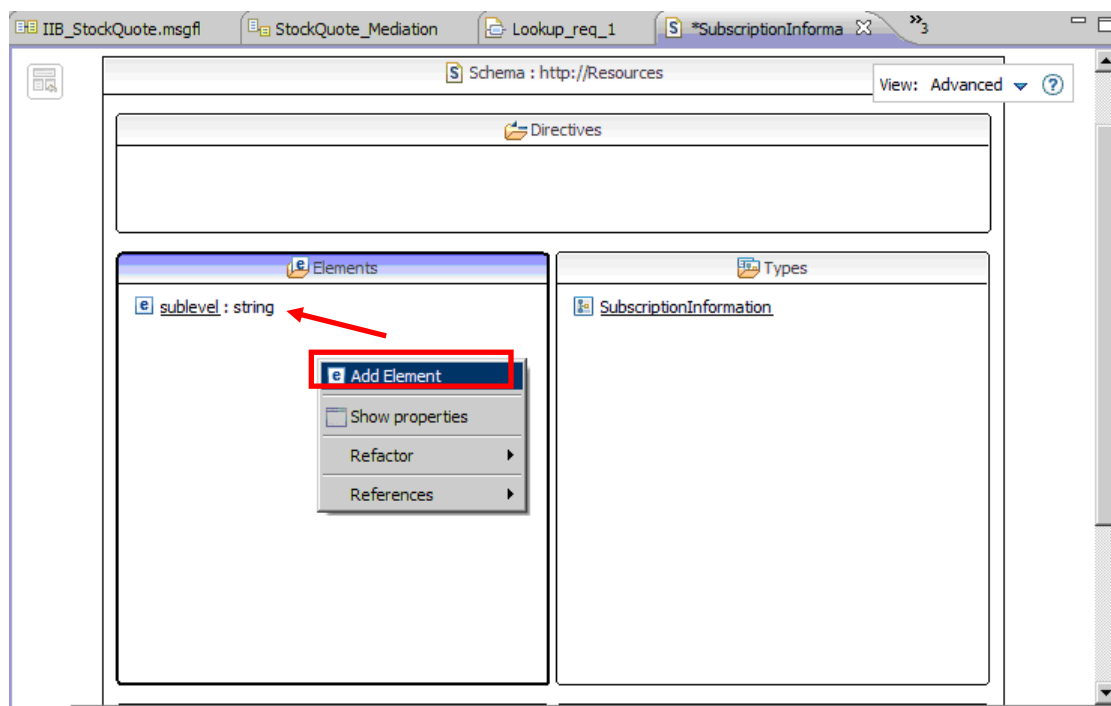 IIB_StockQuote.msgfl StockQuote_Mediation Lookup_req_1 *SubscriptionInforma »3
Schema : http://Resources
View: Advanced
Directives
Elements Types
sublevel : string SubscriptionInformation
Add Element
Show properties
Refactor
References